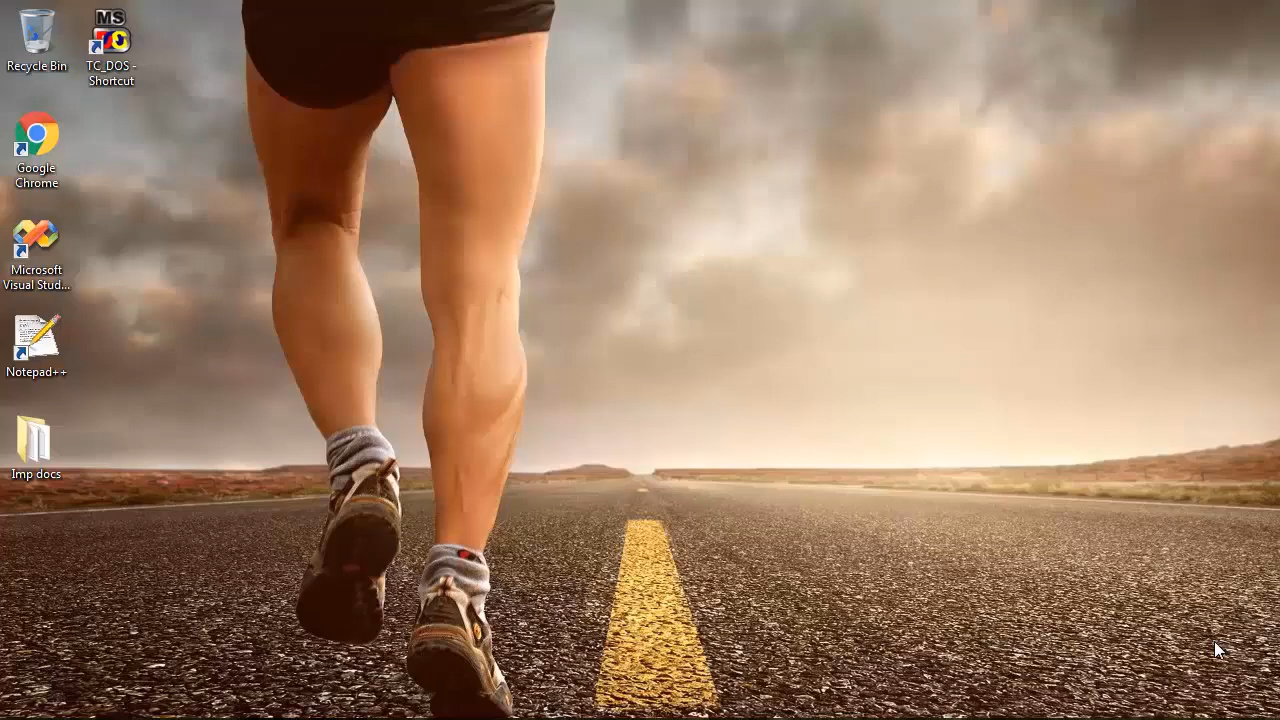 Recycle Bin
MS
TC_DOS -
Shortcut
Google
Chrome
Microsoft
Visual Stud...
Notepad++
Imp docs